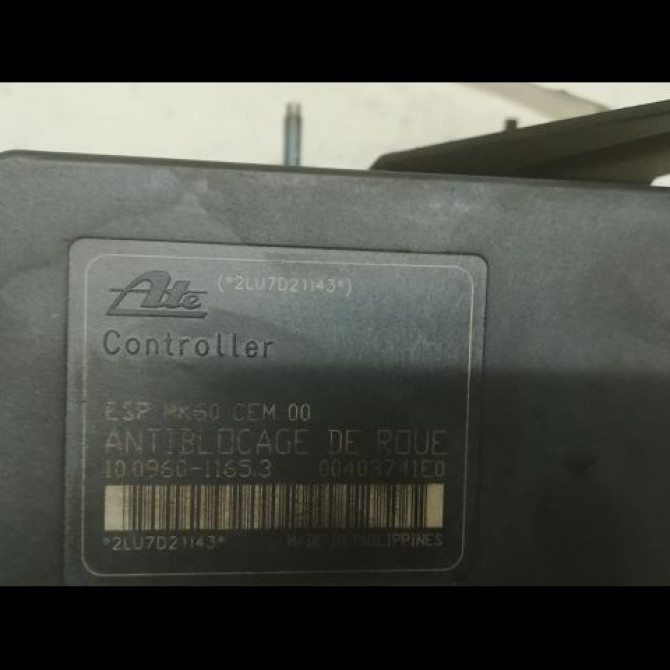 Ate (*2LU7D21143*)
Controller
ESP MK60 CEM 00
ANTIBLOCAGE DE ROUE
10.0960-1165.3 00403741E0
*2LU7D21143*
MADE IN PHILIPPINES